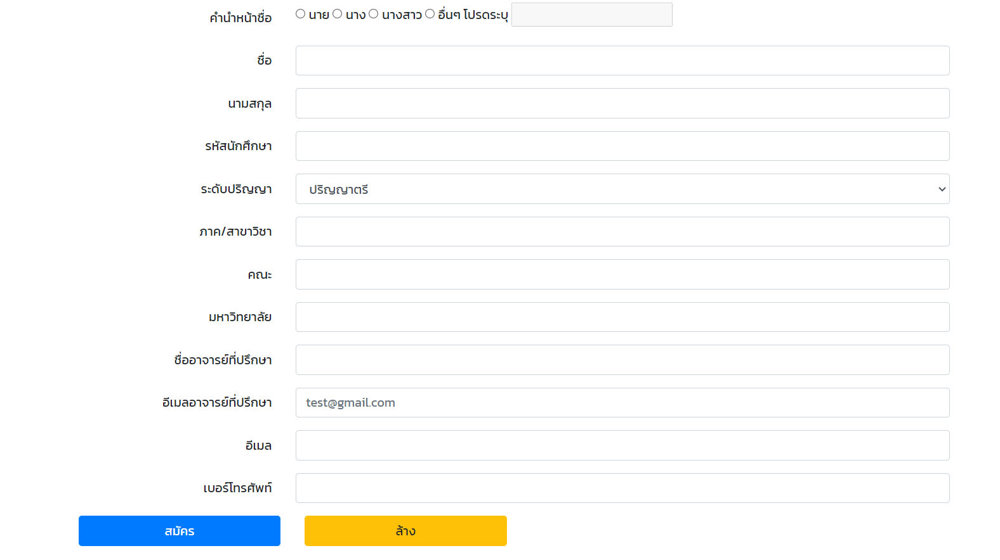 คำนำหน้าชื่อ นาย นาง นางสาว อื่นๆ โปรดระบุ
ชื่อ
นามสกุล
รหัสนักศึกษา
ระดับปริญญา ปริญญาตรี
ภาค/สาขาวิชา
คณะ
มหาวิทยาลัย
ชื่ออาจารย์ที่ปรึกษา
อีเมลอาจารย์ที่ปรึกษา test@gmail.com
อีเมล
เบอร์โทรศัพท์
สมัคร ล้าง